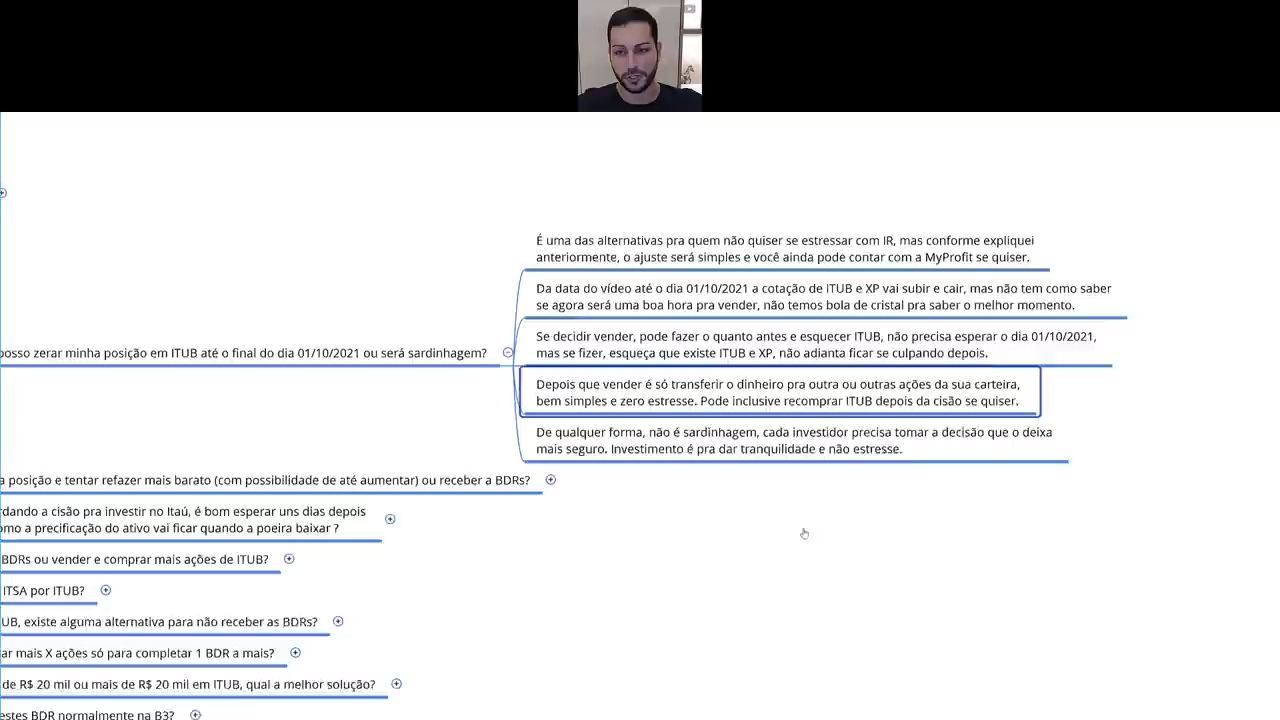 É uma das alternativas pra quem não quiser se estressar com IR, mas conforme expliquei
anteriormente, o ajuste será simples e você ainda pode contar com a MyProfit se quiser.
Da data do vídeo até o dia 01/10/2021 a cotação de ITUB e XP vai subir e cair, mas não tem como saber
se agora será uma boa hora pra vender, não temos bola de cristal pra saber o melhor momento.
Se decidir vender, pode fazer o quanto antes e esquecer ITUB, não precisa esperar o dia 01/10/2021,
mas se fizer, esqueça que existe ITUB e XP, não adianta ficar se culpando depois.
posso zerar minha posição em ITUB até o final do dia 01/10/2021 ou será sardinhagem?
Depois que vender é só transferir o dinheiro pra outra ou outras ações da sua carteira,
bem simples e zero estresse. Pode inclusive recomprar ITUB depois da cisão se quiser.
De qualquer forma, não é sardinhagem, cada investidor precisa tomar a decisão que o deixa
mais seguro. Investimento é pra dar tranquilidade e não estresse.
a posição e tentar refazer mais barato (com possibilidade de até aumentar) ou receber a BDRs?
rdando a cisão pra investir no Itaú, é bom esperar uns dias depois
omo a precificação do ativo vai ficar quando a poeira baixar ?
BDRs ou vender e comprar mais ações de ITUB?
ITSA por ITUB?
UB, existe alguma alternativa para não receber as BDRs?
ar mais X ações só para completar 1 BDR a mais?
de R$ 20 mil ou mais de R$ 20 mil em ITUB, qual a melhor solução?
estes BDR normalmente na B3?